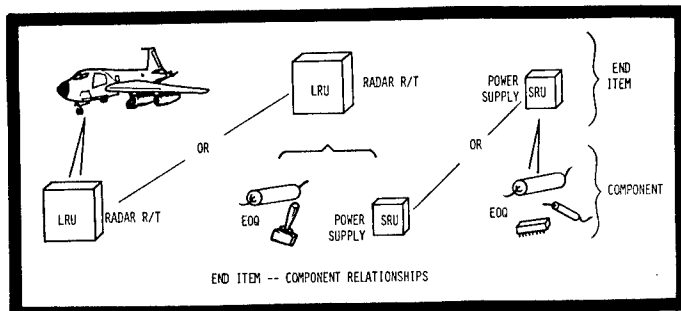 LRU
RADAR R/T
OR
LRU
RADAR R/T
EOQ
POWER
SUPPLY
SRU
OR
POWER
SUPPLY
SRU
EOQ
END
ITEM
COMPONENT
END ITEM -- COMPONENT RELATIONSHIPS